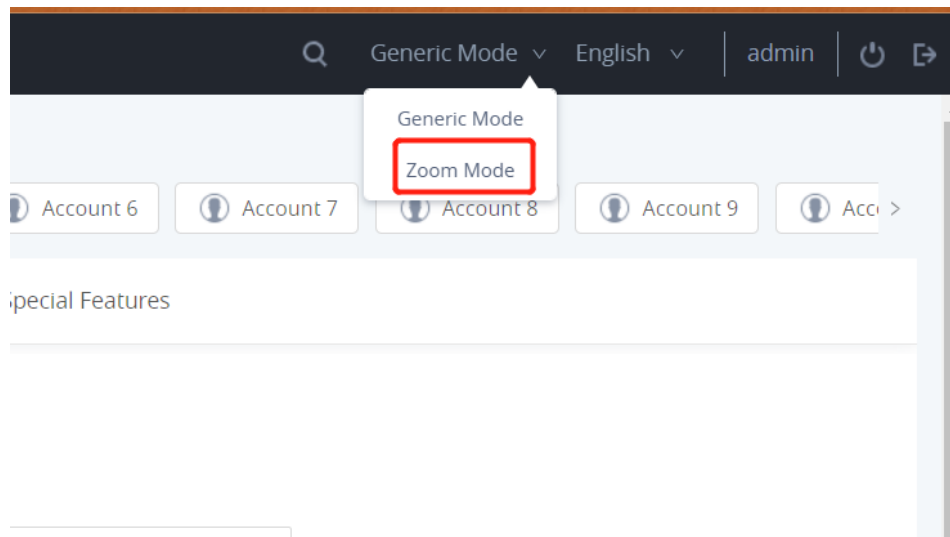 Generic Mode English admin
Generic Mode
Zoom Mode
Account 6 Account 7 Account 8 Account 9
Special Features